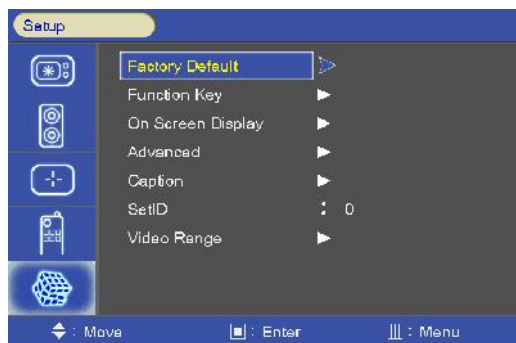 Setup
Factory Default
Function Key
On Screen Display
Advanced
Caption
SetID : 0
Video Range
: Move : Enter : Menu